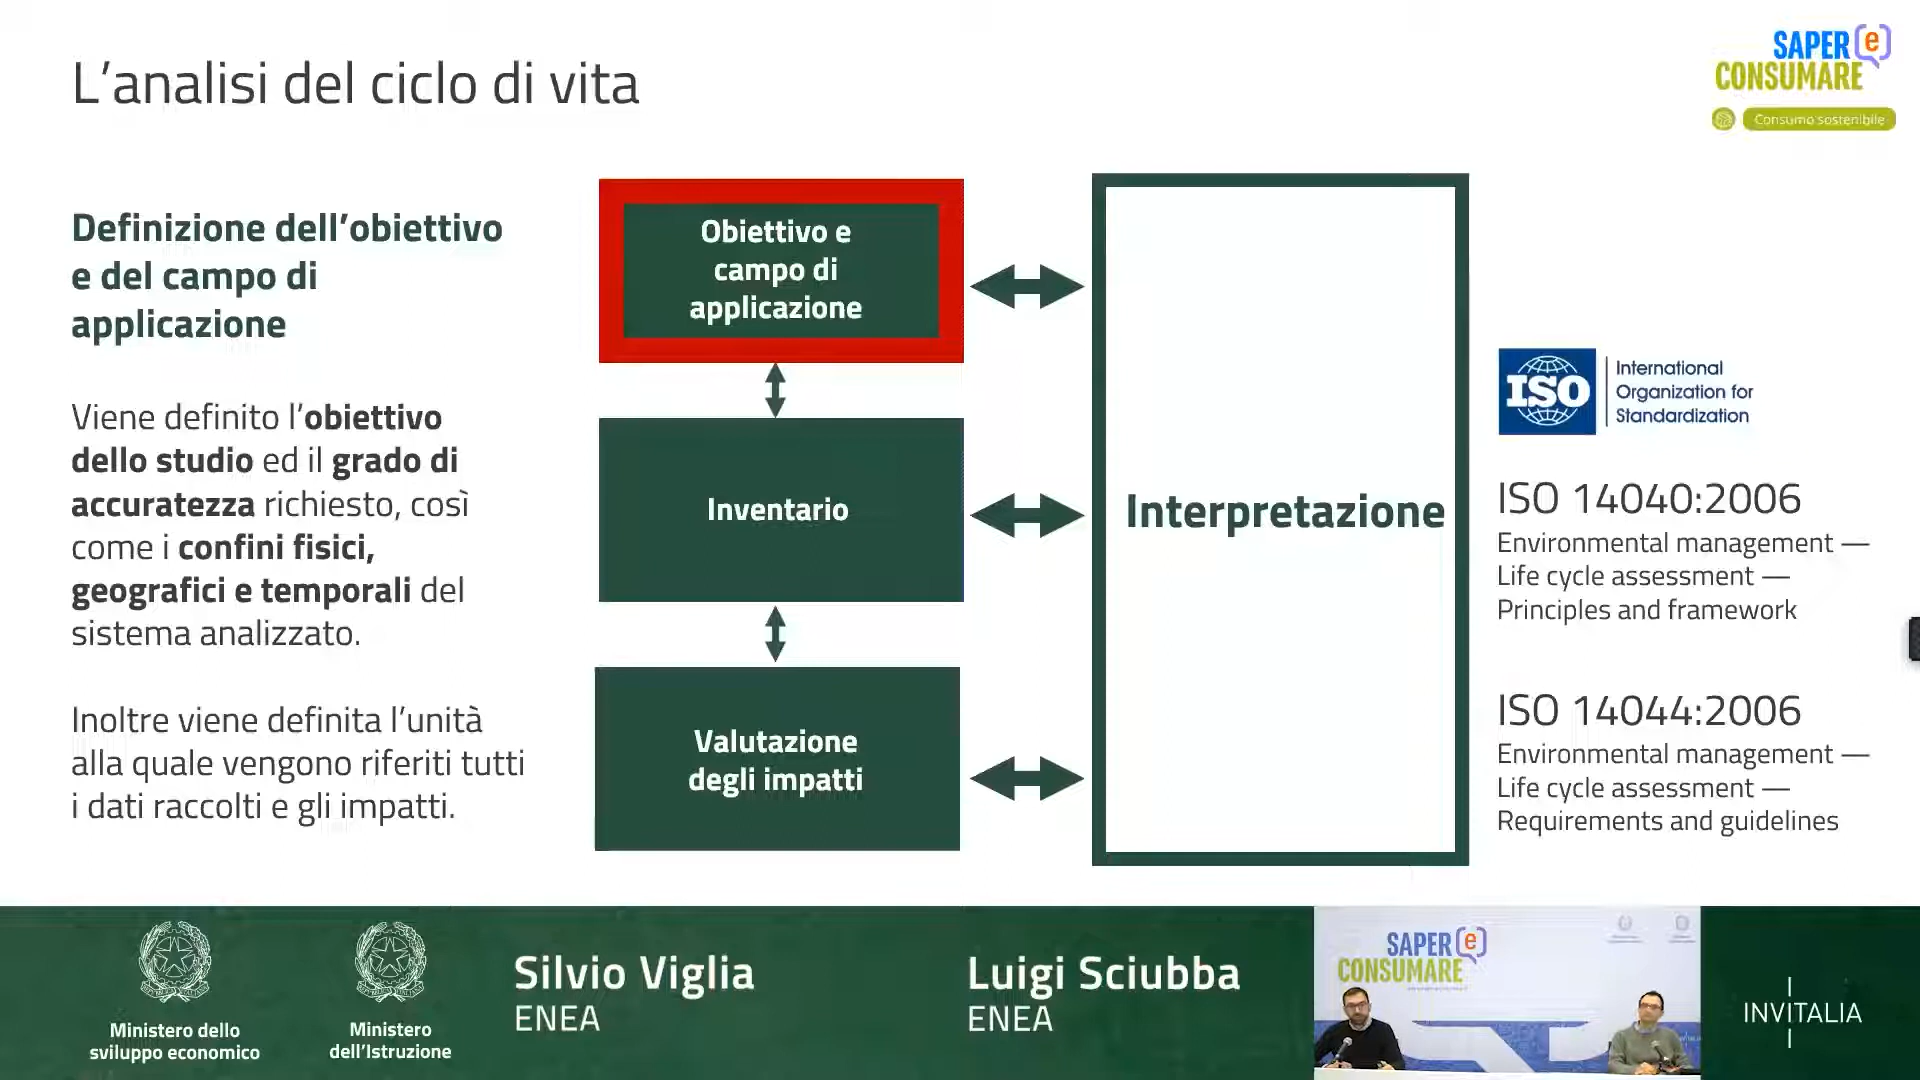 L’analisi del ciclo di vita
SAPER e
CONSUMARE
Consumo sostenibile
Definizione dell’obiettivo
e del campo di
applicazione
Viene definito l’obiettivo
dello studio ed il grado di
accuratezza richiesto, così
come i confini fisici,
geografici e temporali del
sistema analizzato.
Inoltre viene definita l’unità
alla quale vengono riferiti tutti
i dati raccolti e gli impatti.
Obiettivo e
campo di
applicazione
Inventario
Valutazione
degli impatti
Interpretazione
ISO
International
Organization for
Standardization
ISO 14040:2006
Environmental management —
Life cycle assessment —
Principles and framework
ISO 14044:2006
Environmental management —
Life cycle assessment —
Requirements and guidelines
Ministero dello
sviluppo economico
Ministero
dell’Istruzione
Silvio Viglia
ENEA
Luigi Sciubba
ENEA
SAPER e
CONSUMARE
INVITALIA